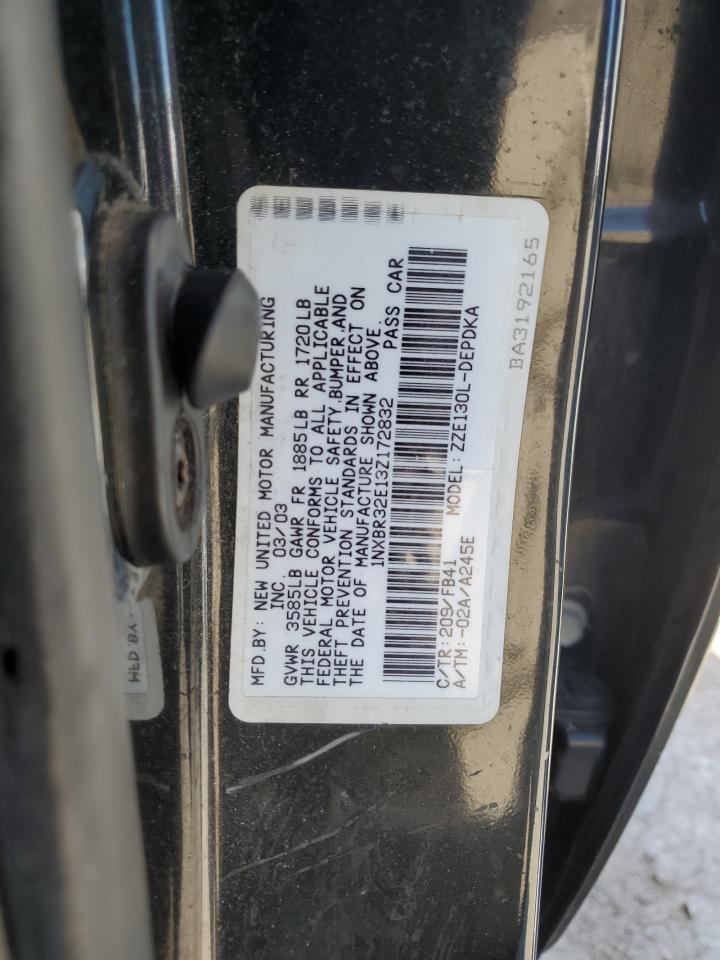 MFD.BY: NEW UNITED MOTOR MANUFACTURING
INC. 03/03
GVWR 3585LB GAWR FR 1885LB RR 1720LB
THIS VEHICLE CONFORMS TO ALL APPLICABLE
FEDERAL MOTOR VEHICLE SAFETY,BUMPER,AND
THEFT PREVENTION STANDARDS IN EFFECT ON
THE DATE OF MANUFACTURE SHOWN ABOVE.
1NXBR32E13Z172832 PASS CAR
C/TR:209/FB41 MODEL:ZZE130L-DEPDKA
A/TM:-02A/A245E
BA3192165
MFD BY